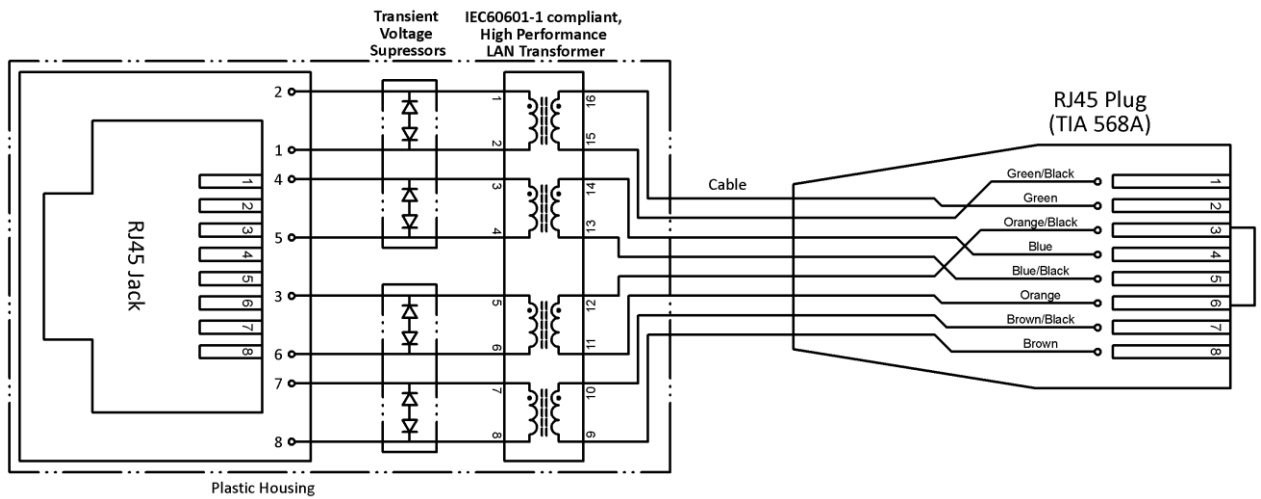 Transient
Voltage
Supressors
IEC60601-1 compliant,
High Performance
LAN Transformer
RJ45 Plug
(TIA 568A)
Cable
RJ45 Jack
1
2
3
4
5
6
7
8
2
1
4
5
3
6
7
8
1
2
3
4
5
6
7
8
16
15
14
13
12
11
10
9
Green/Black
Green
Orange/Black
Blue
Blue/Black
Orange
Brown/Black
Brown
1
2
3
4
5
6
7
8
Plastic Housing